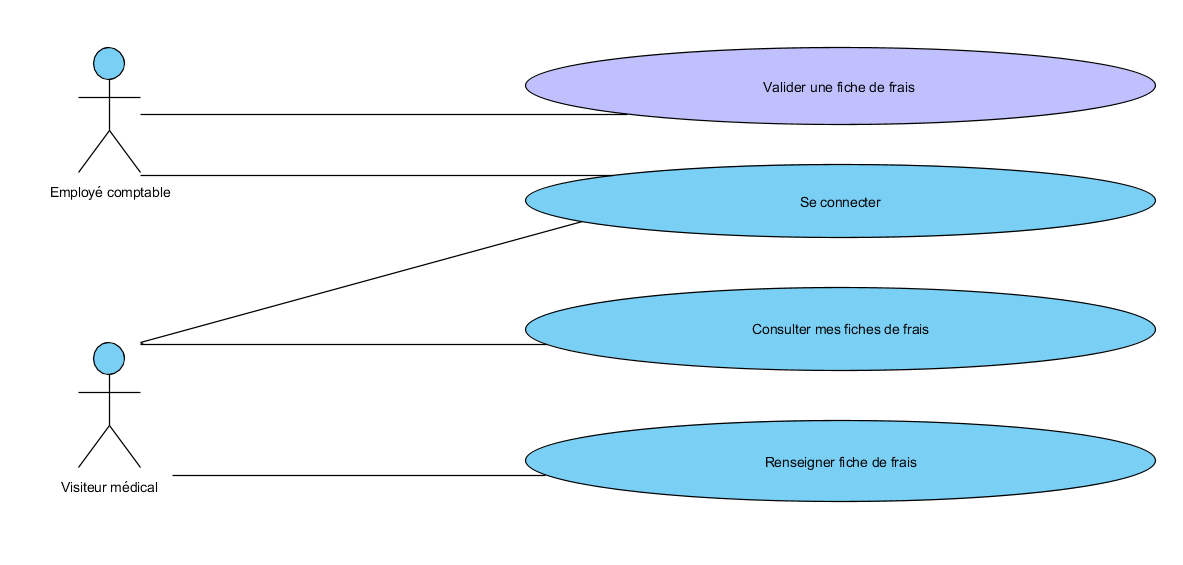 Valider une fiche de frais
Employé comptable
Se connecter
Consulter mes fiches de frais
Renseigner fiche de frais
Visiteur médical